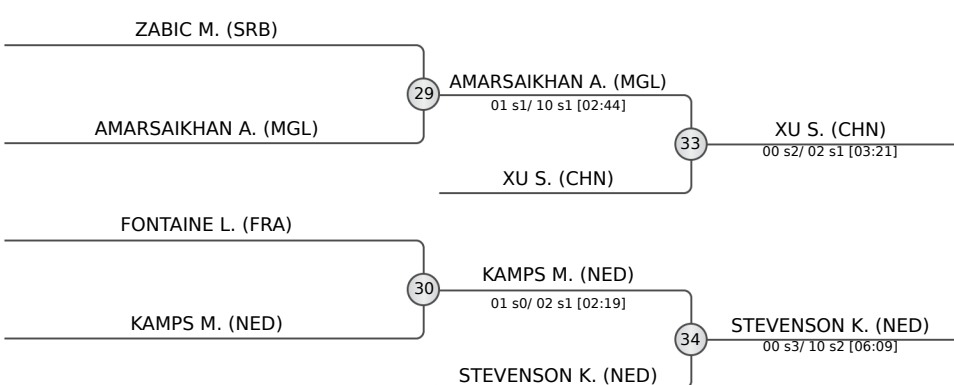 ZABIC M. (SRB)
29
AMARSAIKHAN A. (MGL)
AMARSAIKHAN A. (MGL)
01 s1/ 10 s1 [02:44]
33
XU S. (CHN)
XU S. (CHN)
00 s2/ 02 s1 [03:21]
FONTAINE L. (FRA)
30
KAMPS M. (NED)
KAMPS M. (NED)
01 s0/ 02 s1 [02:19]
34
STEVENSON K. (NED)
STEVENSON K. (NED)
00 s3/ 10 s2 [06:09]